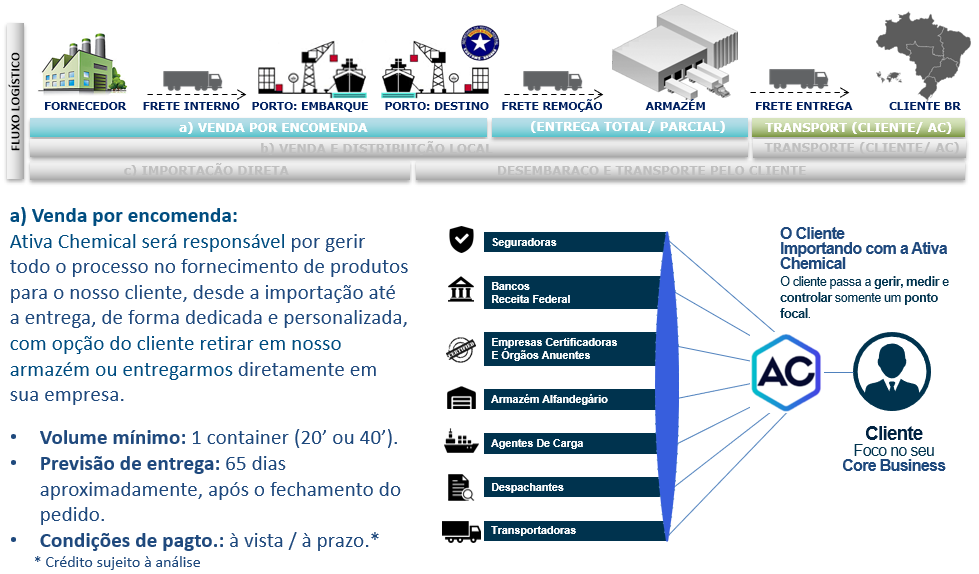 FLUXO LOGÍSTICO
FORNECEDOR
FRETE INTERNO
PORTO: EMBARQUE
PORTO: DESTINO
FRETE REMOÇÃO
ARMAZÉM
FRETE ENTREGA
CLIENTE BR
a) VENDA POR ENCOMENDA
(ENTREGA TOTAL/ PARCIAL)
TRANSPORT (CLIENTE/ AC)
b) VENDA E DISTRIBUIÇÃO LOCAL
TRANSPORTE (CLIENTE/ AC)
c) IMPORTAÇÃO DIRETA
DESEMBARAÇO E TRANSPORTE PELO CLIENTE
a) Venda por encomenda:
Ativa Chemical será responsável por gerir
todo o processo no fornecimento de produtos
para o nosso cliente, desde a importação até
a entrega, de forma dedicada e personalizada,
com opção do cliente retirar em nosso
armazém ou entregarmos diretamente em
sua empresa.
• Volume mínimo: 1 container (20’ ou 40’).
• Previsão de entrega: 65 dias
aproximadamente, após o fechamento do
pedido.
• Condições de pagto.: à vista / à prazo.*
* Crédito sujeito à análise
Seguradoras
Bancos
Receita Federal
Empresas Certificadoras
E Órgãos Anuentes
Armazém Alfandegário
Agentes De Carga
Despachantes
Transportadoras
O Cliente
Importando com a Ativa
Chemical
O cliente passa a gerir, medir e
controlar somente um ponto
focal.
AC
Cliente
Foco no seu
Core Business